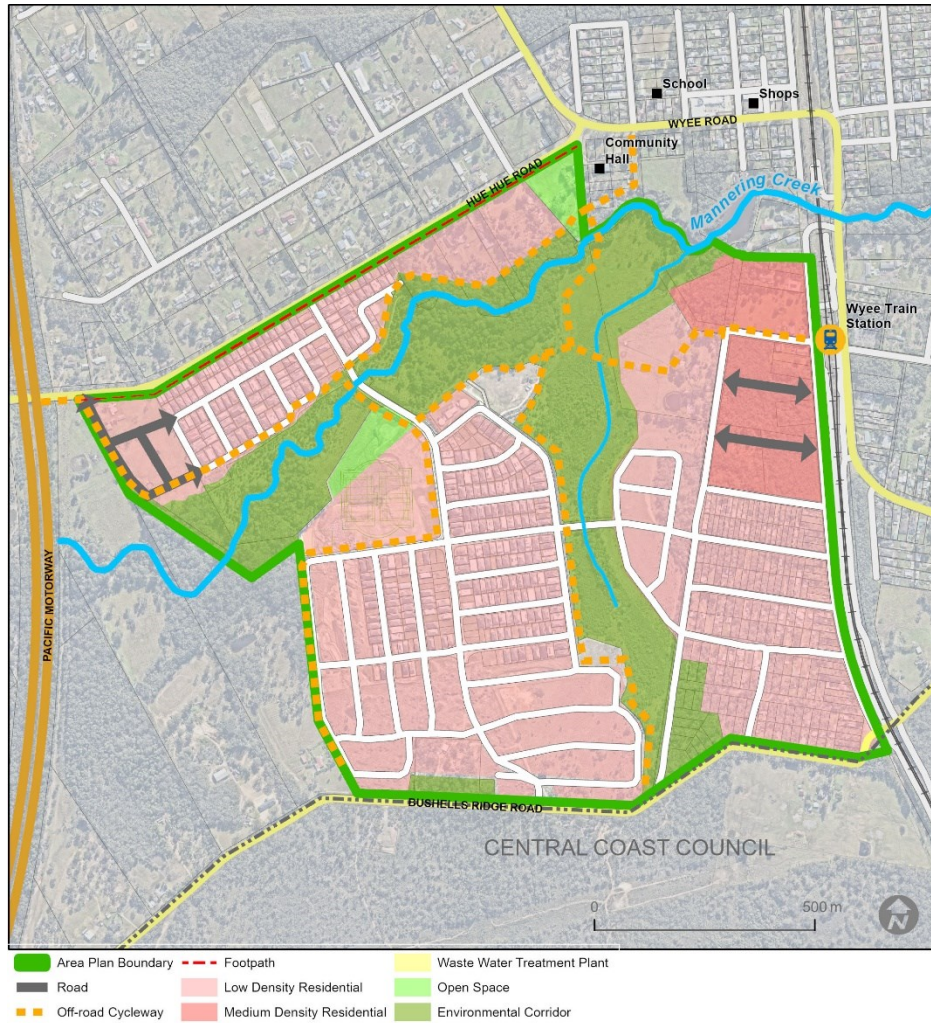 School
Shops
WYEE ROAD
Community
Hall
HUE HUE ROAD
Mannering Creek
Wyee Train
Station
PACIFIC MOTORWAY
BUSHELLS RIDGE ROAD
CENTRAL COAST COUNCIL
0
500 m
N
Area Plan Boundary
Footpath
Waste Water Treatment Plant
Road
Low Density Residential
Open Space
Off-road Cycleway
Medium Density Residential
Environmental Corridor